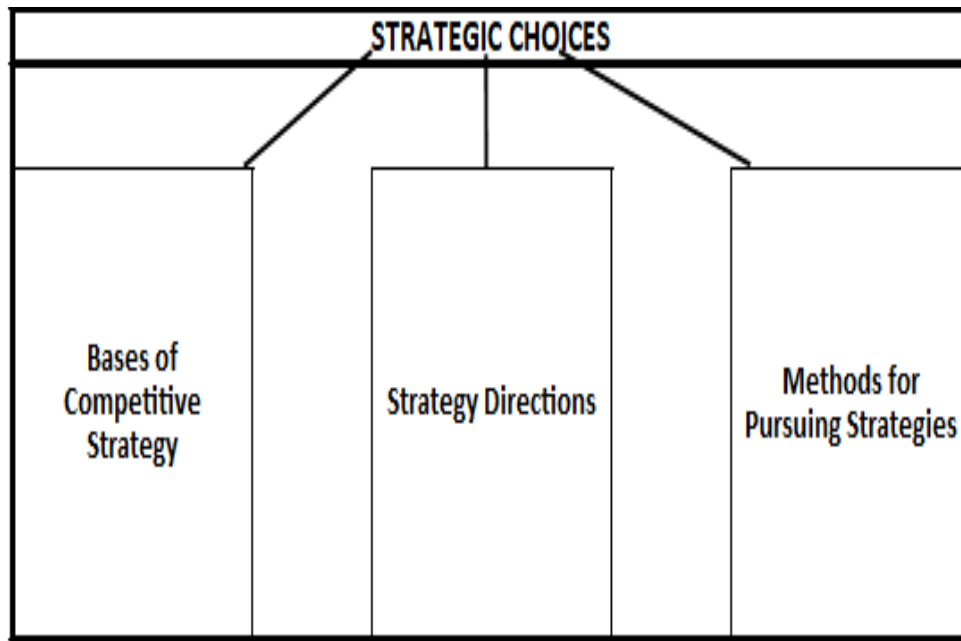 STRATEGIC CHOICES
Bases of
Competitive
Strategy
Strategy Directions
Methods for
Pursuing Strategies